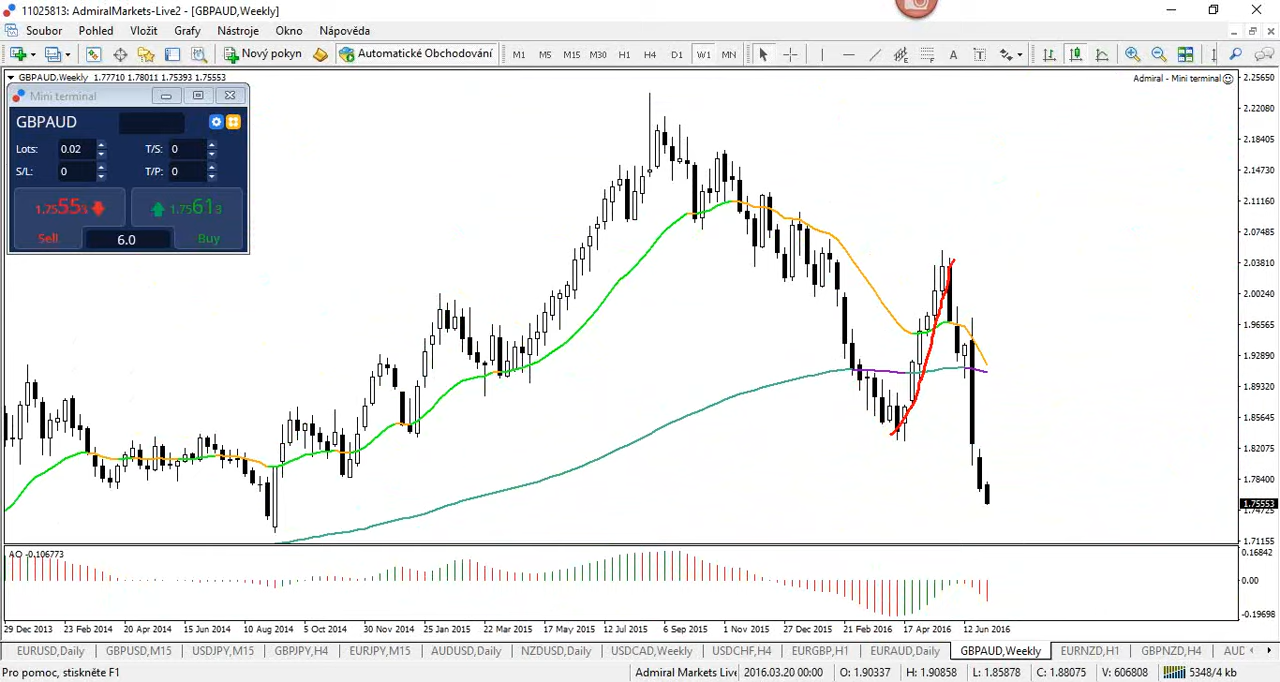 11025813: AdmiralMarkets-Live2 - [GBPAUD,Weekly]
Soubor Pohled Vložit Grafy Nástroje Okno Nápověda
Nový pokyn Automatické Obchodování M1 M5 M15 M30 H1 H4 D1 W1 MN A T
GBPAUD,Weekly 1.77710 1.78011 1.75393 1.75553
Admiral - Mini terminal
Mini terminal
GBPAUD
Lots: 0.02 T/S: 0
S/L: 0 T/P: 0
1.75553 1.75613
Sell 6.0 Buy
2.25650
2.22080
2.18405
2.14730
2.11160
2.07485
2.03810
2.00240
1.96565
1.92890
1.89320
1.85645
1.82075
1.78400
1.75553
1.74725
1.71155
AO -0.106773
0.16842
0.00
-0.19698
29 Dec 2013 23 Feb 2014 20 Apr 2014 15 Jun 2014 10 Aug 2014 5 Oct 2014 30 Nov 2014 25 Jan 2015 22 Mar 2015 17 May 2015 12 Jul 2015 6 Sep 2015 1 Nov 2015 27 Dec 2015 21 Feb 2016 17 Apr 2016 12 Jun 2016
EURUSD,Daily GBPUSD,M15 USDJPY,M15 GBPJPY,H4 EURJPY,M15 AUDUSD,Daily NZDUSD,Daily USDCAD,Weekly USDCHF,H4 EURGBP,H1 EURAUD,Daily GBPAUD,Weekly EURNZD,H1 GBPNZD,H4 AUD
Pro pomoc, stiskněte F1 Admiral Markets Live 2016.03.20 00:00 O: 1.90337 H: 1.90858 L: 1.85878 C: 1.88075 V: 606808 5348/4 kb